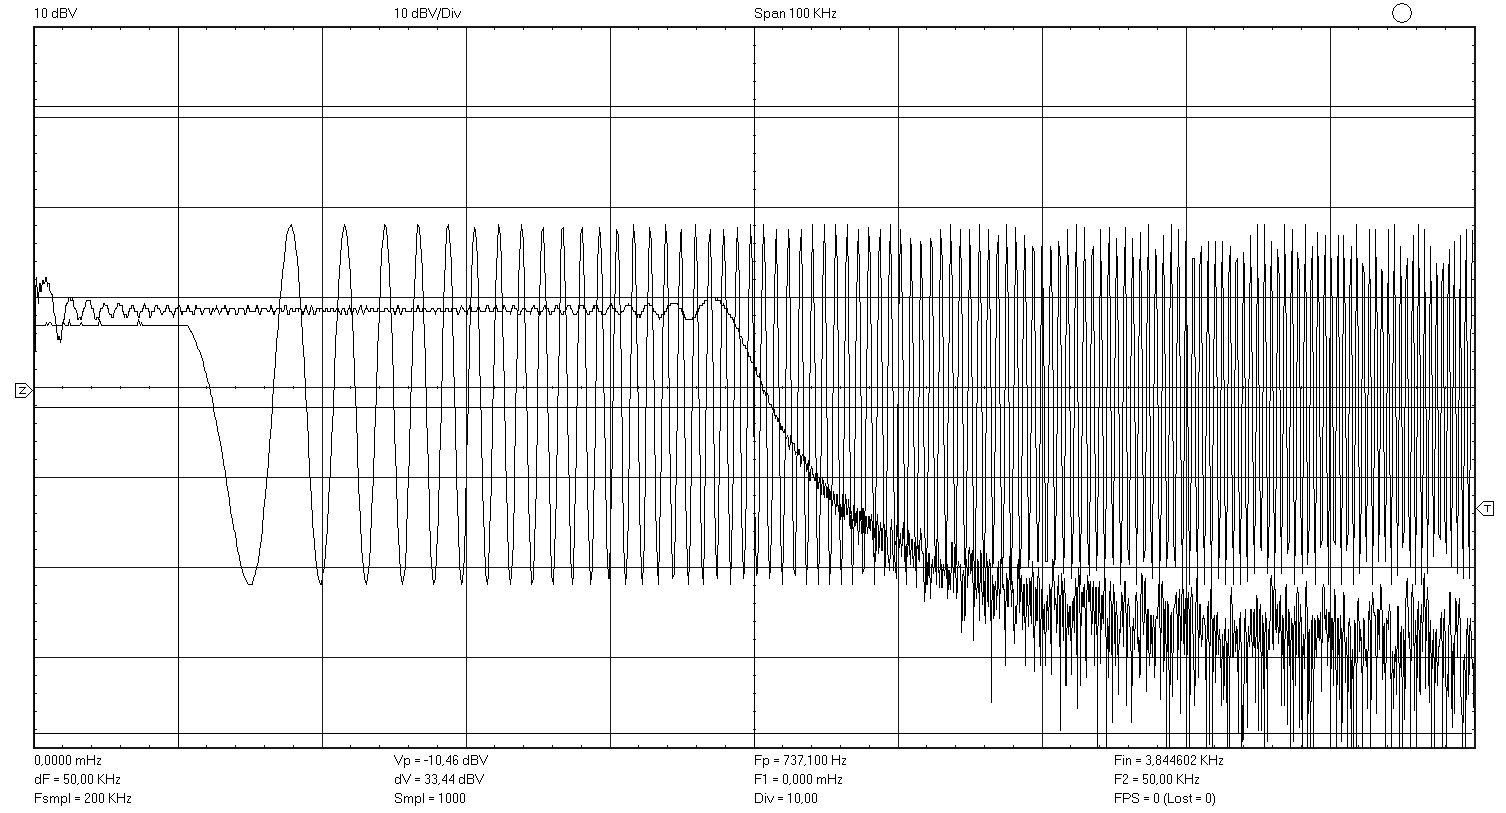 10 dBV 10 dBV/Div Span 100 KHz
Z
T
0,0000 mHz Vp = -10,46 dBV Fp = 737,100 Hz Fin = 3,844602 KHz
dF = 50,00 KHz dV = 33,44 dBV F1 = 0,000 mHz F2 = 50,00 KHz
Fsmpl = 200 KHz Smpl = 1000 Div = 10,00 FPS = 0 (Lost = 0)